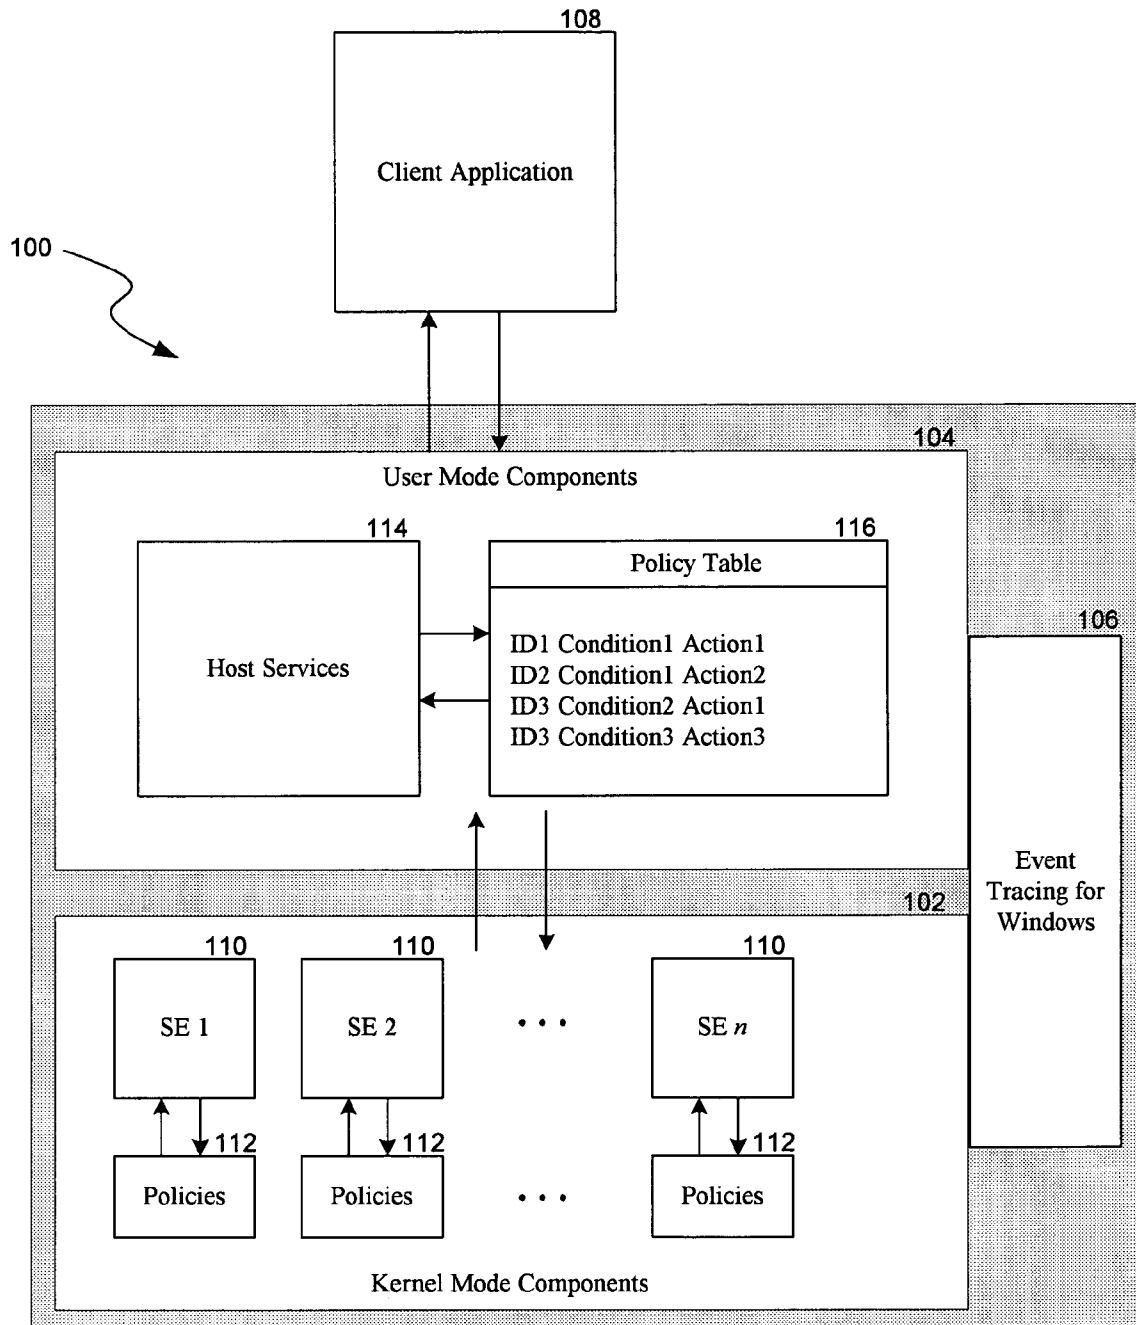 108
Client Application
100
104
User Mode Components
114
116
Policy Table
106
ID1 Condition1 Action1
ID2 Condition1 Action2
ID3 Condition2 Action1
ID3 Condition3 Action3
Host Services
Event
Tracing for
Windows
102
110
110
110
SE 1
SE 2
• • •
SE n
112
112
112
Policies
Policies
• • •
Policies
Kernel Mode Components